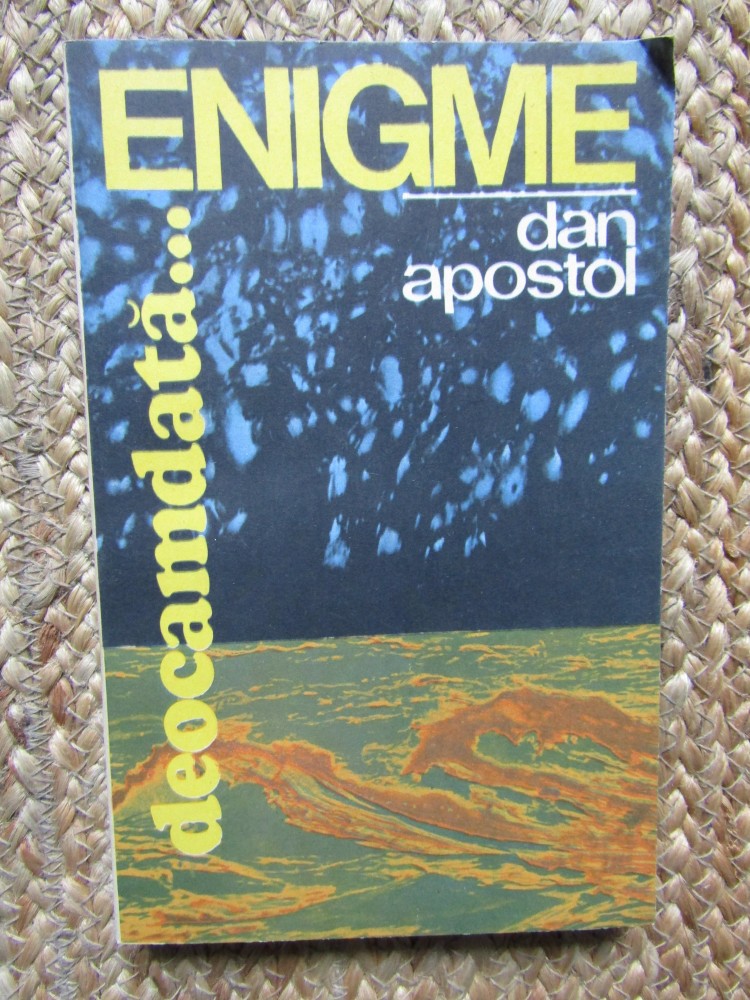 ENIGME
dan
apostol
deocamdată...